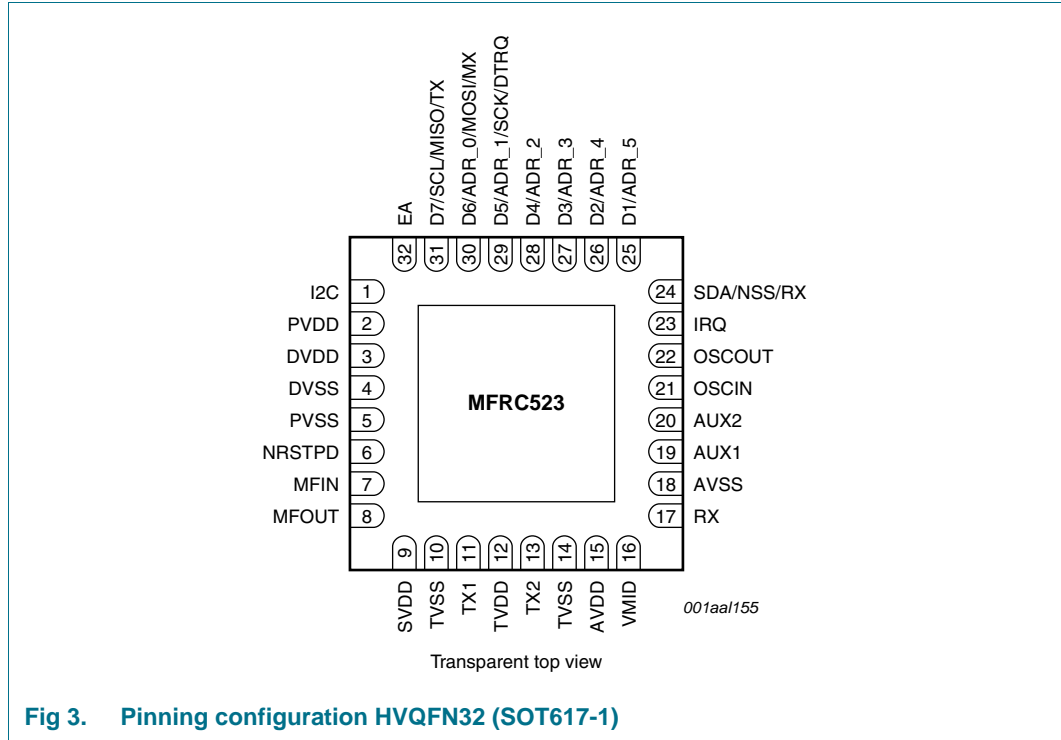 D7/SCL/MISO/TX
D6/ADR_0/MOSI/MX
D5/ADR_1/SCK/DTRQ
D4/ADR_2
D3/ADR_3
D2/ADR_4
D1/ADR_5
EA
32 31 30 29 28 27 26 25
I2C 1
PVDD 2
DVDD 3
DVSS 4
PVSS 5
NRSTPD 6
MFIN 7
MFOUT 8
MFRC523
24 SDA/NSS/RX
23 IRQ
22 OSCOUT
21 OSCIN
20 AUX2
19 AUX1
18 AVSS
17 RX
9 10 11 12 13 14 15 16
SVDD
TVSS
TX1
TVDD
TX2
TVSS
AVDD
VMID
001aal155
Transparent top view
Fig 3. Pinning configuration HVQFN32 (SOT617-1)